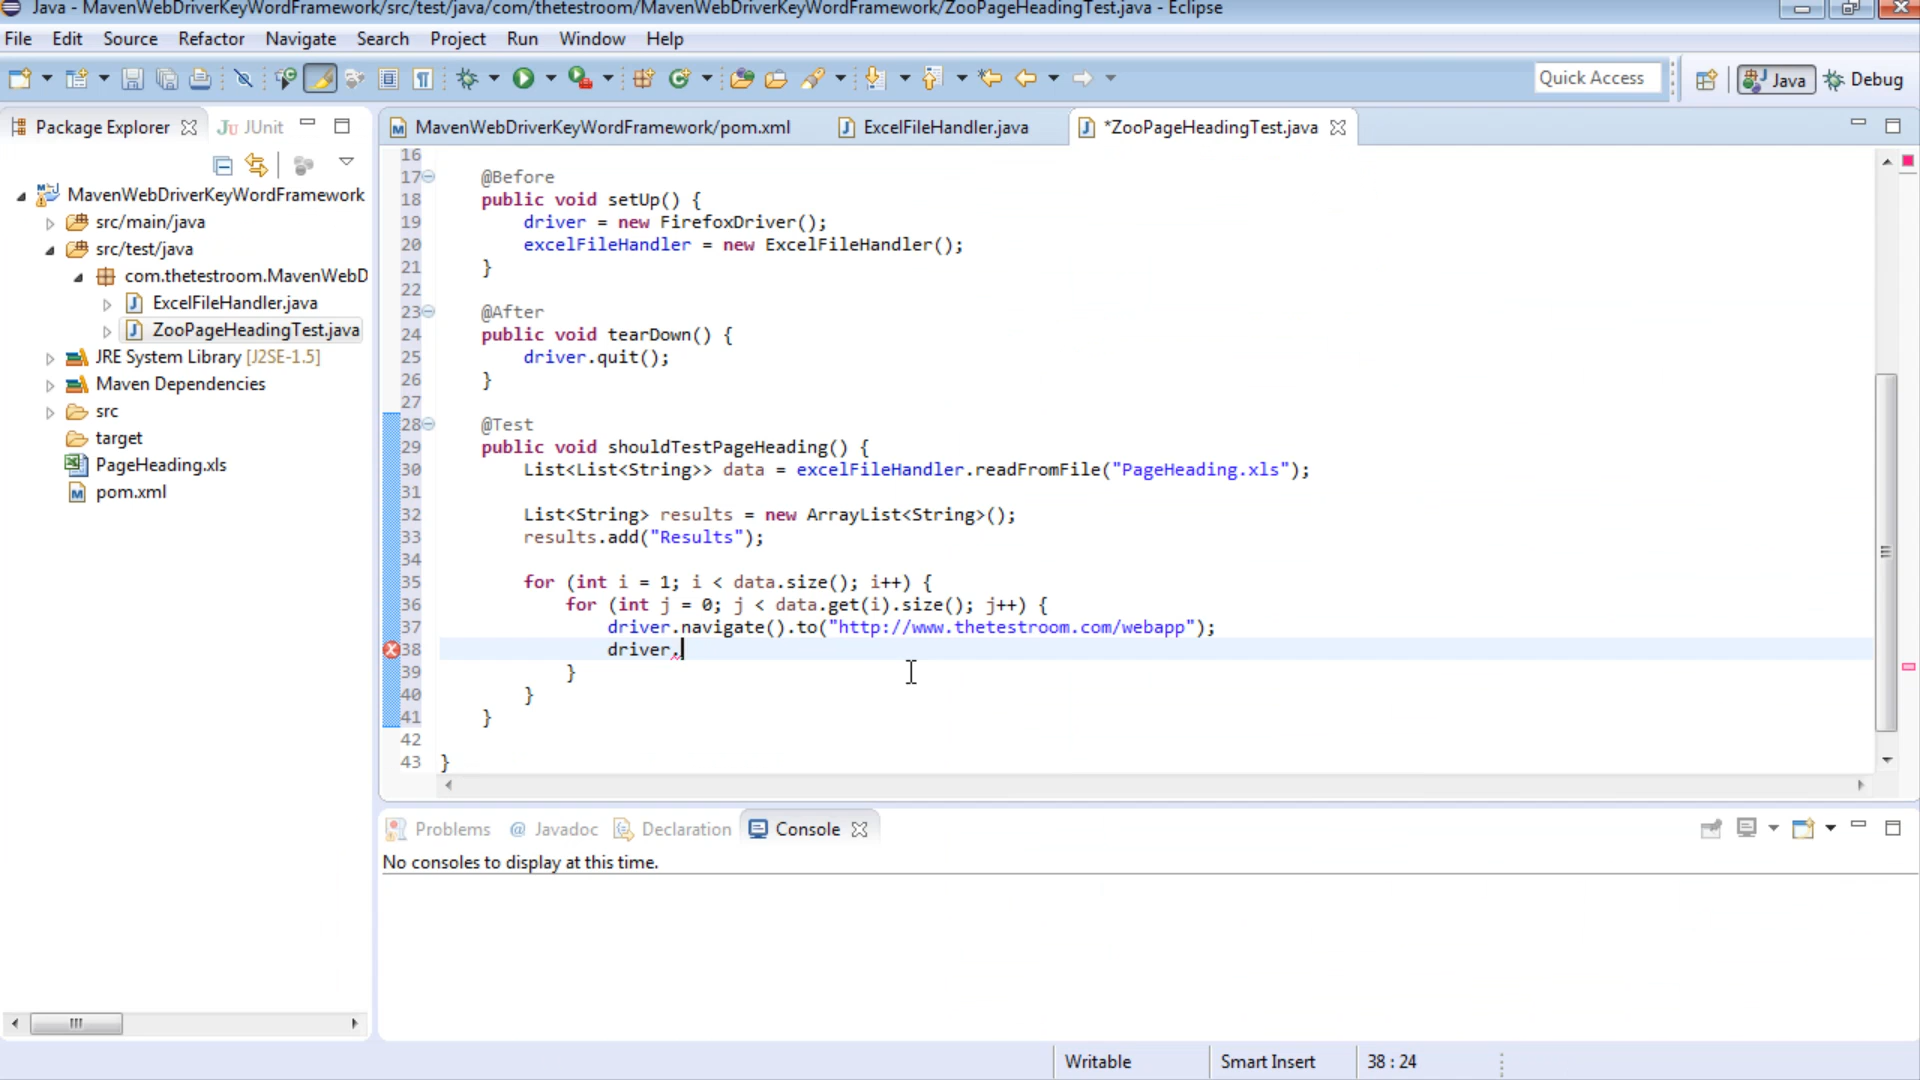 Java - MavenWebDriverKeyWordFramework/src/test/java/com/thetestroom/MavenWebDriverKeyWordFramework/ZooPageHeadingTest.java - Eclipse
File Edit Source Refactor Navigate Search Project Run Window Help
Quick Access Java Debug
Package Explorer JUnit
MavenWebDriverKeyWordFramework/pom.xml ExcelFileHandler.java *ZooPageHeadingTest.java
MavenWebDriverKeyWordFramework
src/main/java
src/test/java
com.thetestroom.MavenWebD
ExcelFileHandler.java
ZooPageHeadingTest.java
JRE System Library [J2SE-1.5]
Maven Dependencies
src
target
PageHeading.xls
pom.xml
16
17 @Before
18 public void setUp() {
19 driver = new FirefoxDriver();
20 excelFileHandler = new ExcelFileHandler();
21 }
22
23 @After
24 public void tearDown() {
25 driver.quit();
26 }
27
28 @Test
29 public void shouldTestPageHeading() {
30 List<List<String>> data = excelFileHandler.readFromFile("PageHeading.xls");
31
32 List<String> results = new ArrayList<String>();
33 results.add("Results");
34
35 for (int i = 1; i < data.size(); i++) {
36 for (int j = 0; j < data.get(i).size(); j++) {
37 driver.navigate().to("http://www.thetestroom.com/webapp");
38 driver.
39 }
40 }
41 }
42
43 }
Problems @ Javadoc Declaration Console
No consoles to display at this time.
Writable Smart Insert 38 : 24